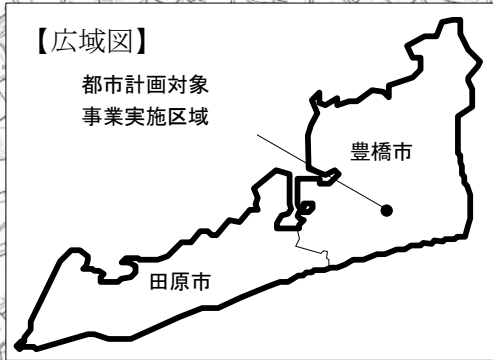 【広域図】
都市計画対象
事業実施区域
豊橋市
田原市